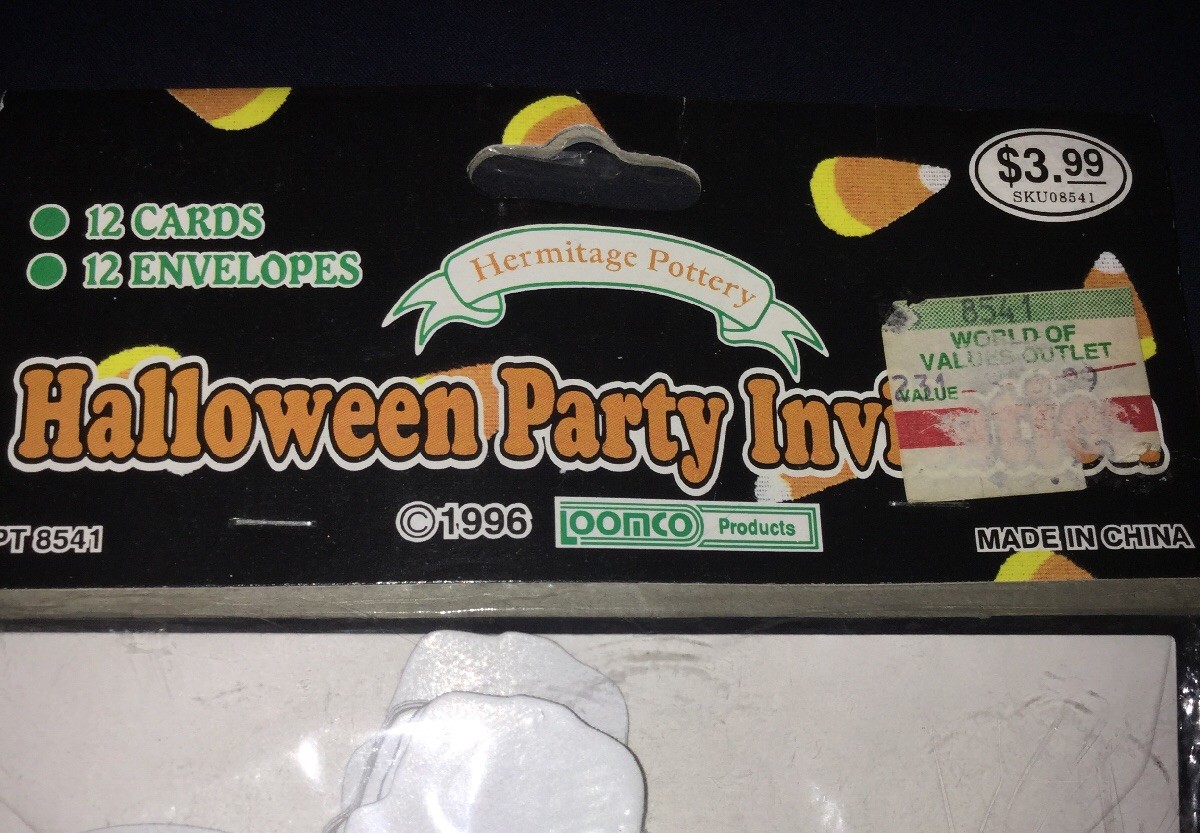 12 CARDS
12 ENVELOPES
Hermitage Pottery
$3.99
SKU08541
8541
WORLD OF
VALUES OUTLET
231
VALUE
Halloween Party Invi
PT 8541
©1996
LOOMCO Products
MADE IN CHINA